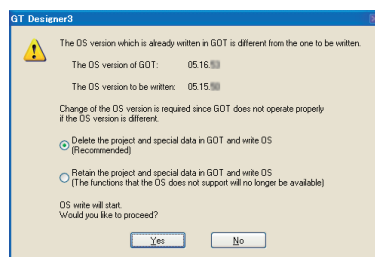 GT Designer3
The OS version which is already written in GOT is different from the one to be written.
The OS version of GOT: 05.16.
The OS version to be written: 05.15.
Change of the OS version is required since GOT does not operate properly
if the OS version is different.
Delete the project and special data in GOT and write OS
(Recommended)
Retain the project and special data in GOT and write OS
(The functions that the OS does not support will no longer be available)
OS write will start.
Would you like to proceed?
Yes No